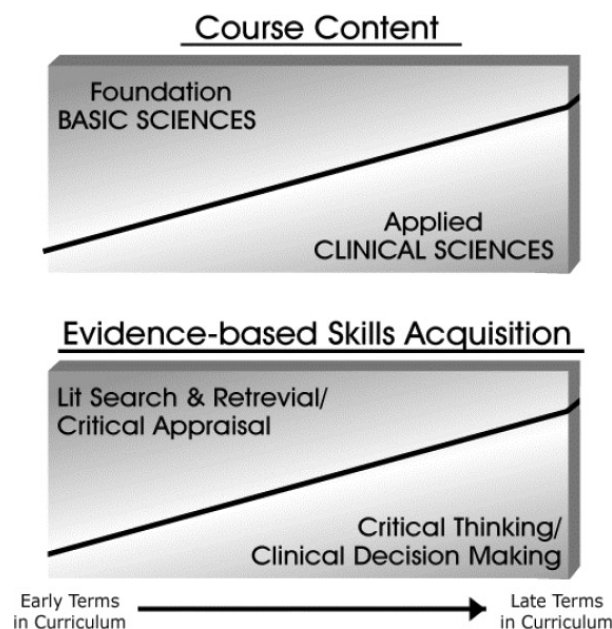 Course Content
Foundation
BASIC SCIENCES
Applied
CLINICAL SCIENCES
Evidence-based Skills Acquisition
Lit Search & Retrevial/
Critical Appraisal
Critical Thinking/
Clinical Decision Making
Early Terms
in Curriculum
Late Terms
in Curriculum